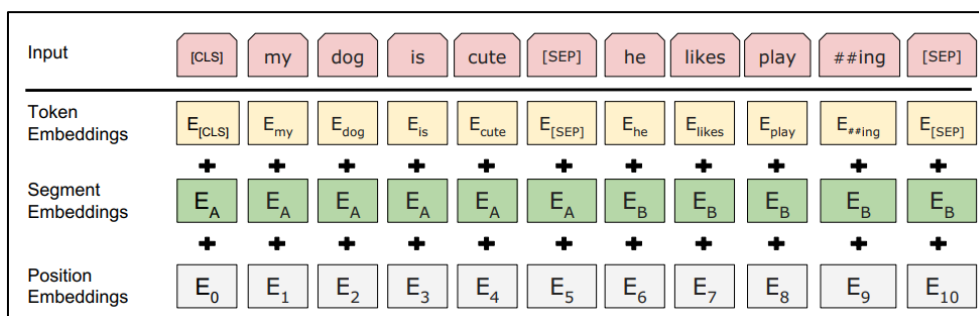 Input [CLS] my dog is cute [SEP] he likes play ##ing [SEP]
Token Embeddings E[CLS] Emy Edog Eis Ecute E[SEP] Ehe Elikes Eplay E##ing E[SEP]
+ + + + + + + + + + +
Segment Embeddings EA EA EA EA EA EA EB EB EB EB EB
+ + + + + + + + + + +
Position Embeddings E0 E1 E2 E3 E4 E5 E6 E7 E8 E9 E10